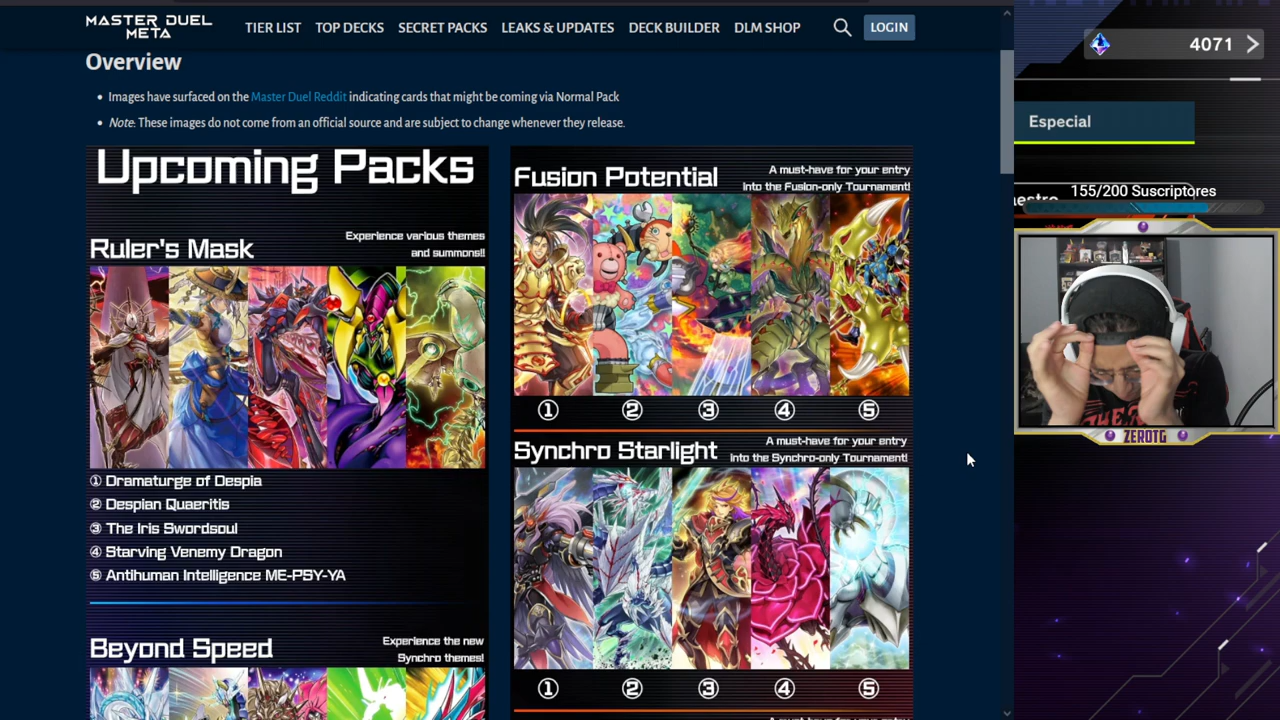 MASTER DUEL
META
TIER LIST
TOP DECKS
SECRET PACKS
LEAKS & UPDATES
DECK BUILDER
DLM SHOP
LOGIN
Overview
• Images have surfaced on the Master Duel Reddit indicating cards that might be coming via Normal Pack
• Note: These images do not come from an official source and are subject to change whenever they release.
Upcoming Packs
Ruler's Mask
Experience various themes
and summons!!
① Dramaturge of Despia
② Despian Quaeritis
③ The Iris Swordsoul
④ Starving Venemy Dragon
⑤ Antihuman Intelligence ME-PSY-YA
Beyond Speed
Experience the new
Synchro themes!
Fusion Potential
A must-have for your entry
into the Fusion-only Tournament!
① ② ③ ④ ⑤
Synchro Starlight
A must-have for your entry
into the Synchro-only Tournament!
① ② ③ ④ ⑤
4071
Especial
155/200 Suscriptores
ZEROTG